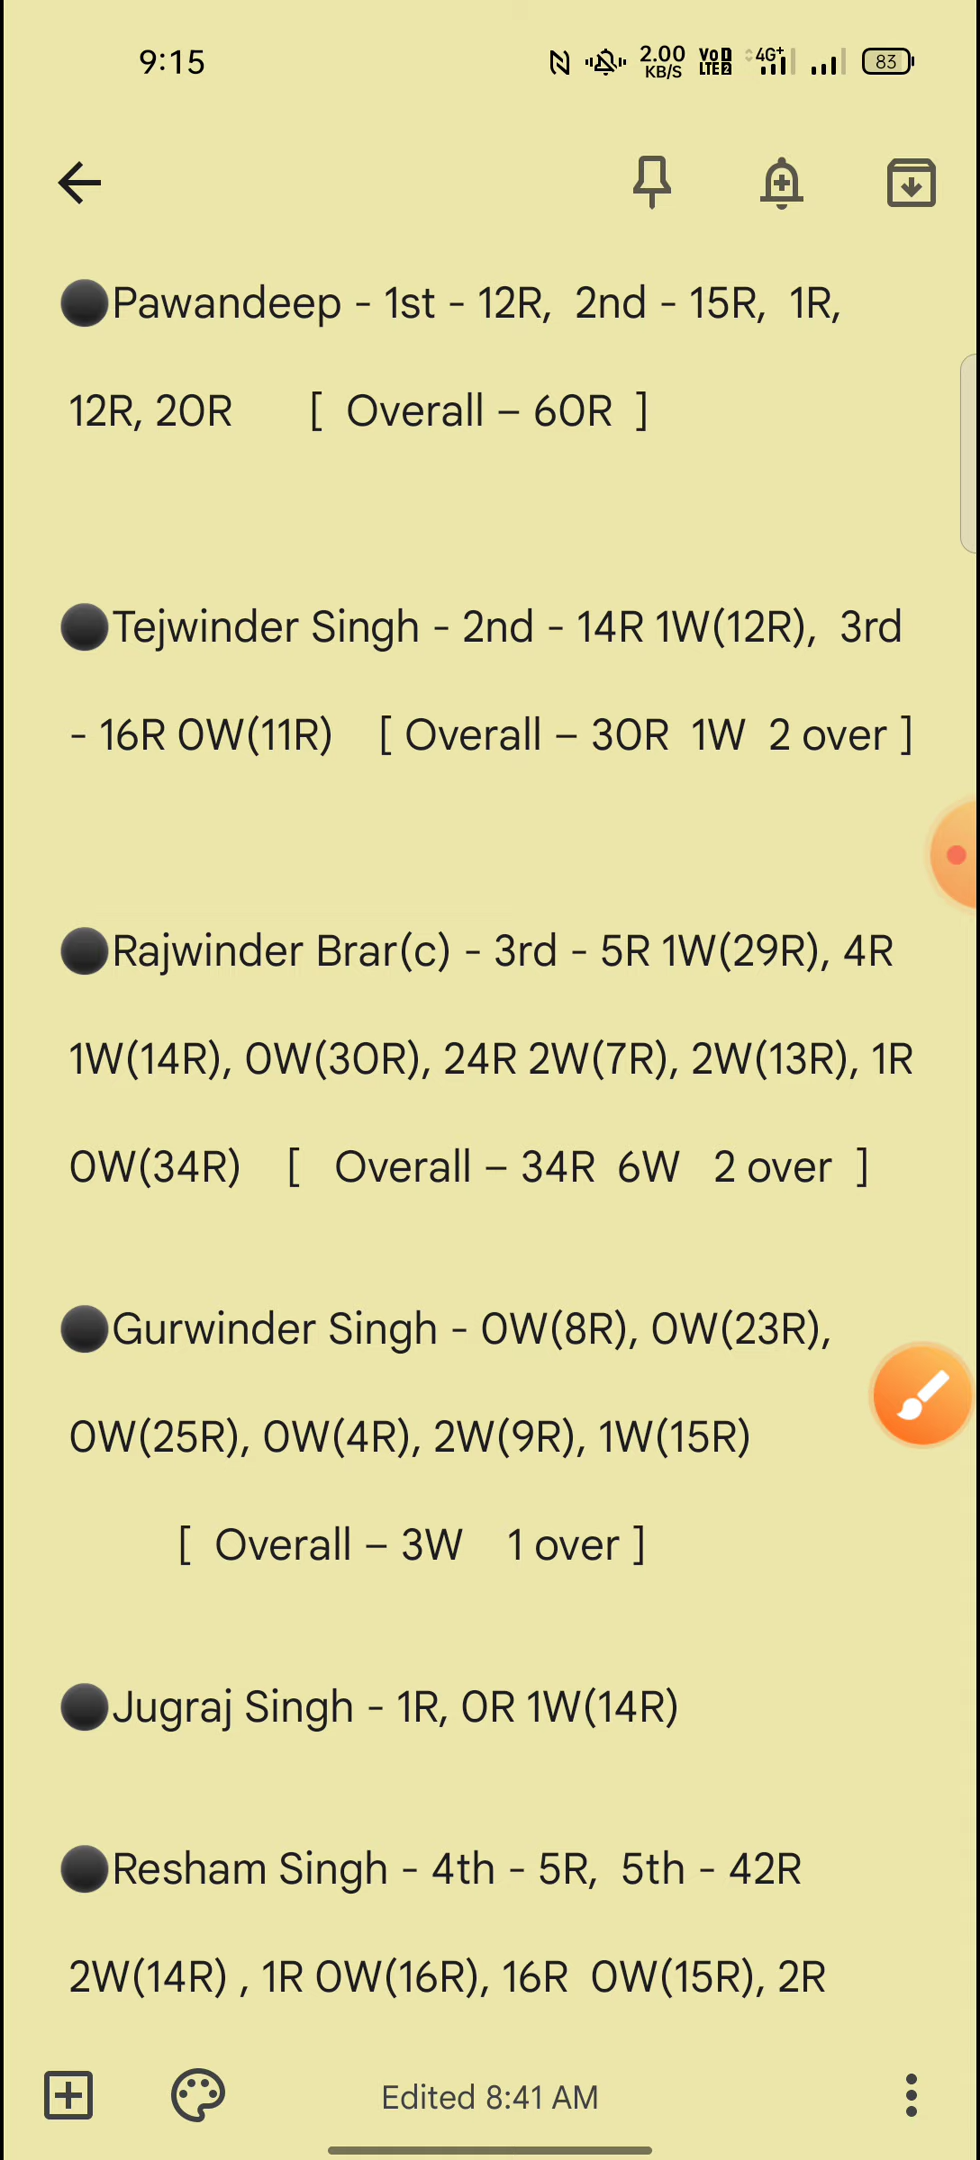 9:15
2.00 KB/S
VoD LTE2
4G+
83
Pawandeep - 1st - 12R, 2nd - 15R, 1R,
12R, 20R [ Overall – 60R ]
Tejwinder Singh - 2nd - 14R 1W(12R), 3rd
- 16R 0W(11R) [ Overall – 30R 1W 2 over ]
Rajwinder Brar(c) - 3rd - 5R 1W(29R), 4R
1W(14R), 0W(30R), 24R 2W(7R), 2W(13R), 1R
0W(34R) [ Overall – 34R 6W 2 over ]
Gurwinder Singh - 0W(8R), 0W(23R),
0W(25R), 0W(4R), 2W(9R), 1W(15R)
[ Overall – 3W 1 over ]
Jugraj Singh - 1R, 0R 1W(14R)
Resham Singh - 4th - 5R, 5th - 42R
2W(14R) , 1R 0W(16R), 16R 0W(15R), 2R
Edited 8:41 AM